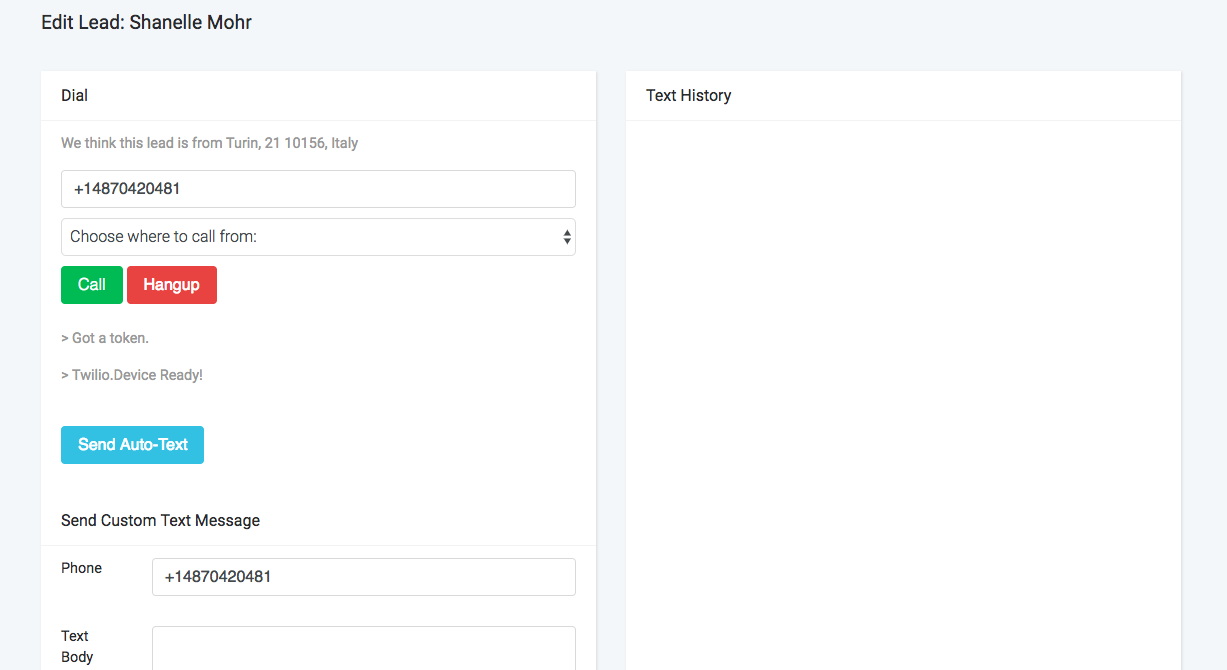 Edit Lead: Shanelle Mohr
Dial
We think this lead is from Turin, 21 10156, Italy
+14870420481
Choose where to call from:
Call Hangup
> Got a token.
> Twilio.Device Ready!
Send Auto-Text
Send Custom Text Message
Phone +14870420481
Text
Body
Text History